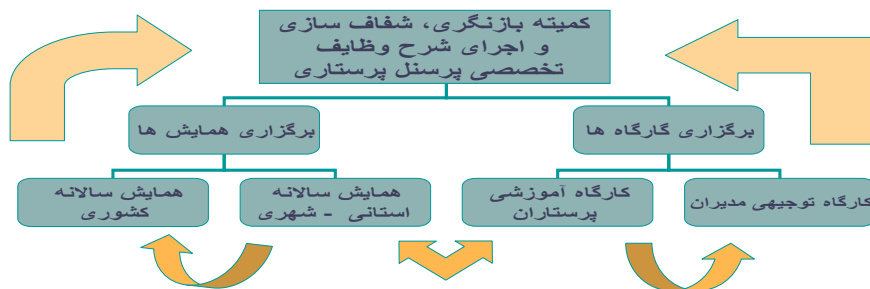 کمیته بازنگری، شفاف سازی
و اجرای شرح وظایف
تخصصی پرسنل پرستاری
برگزاری گارگاه ها
برگزاری همایش ها
کارگاه توجیهی مدیران
کارگاه آموزشی
پرستاران
همایش سالانه
استانی - شهری
همایش سالانه
کشوری